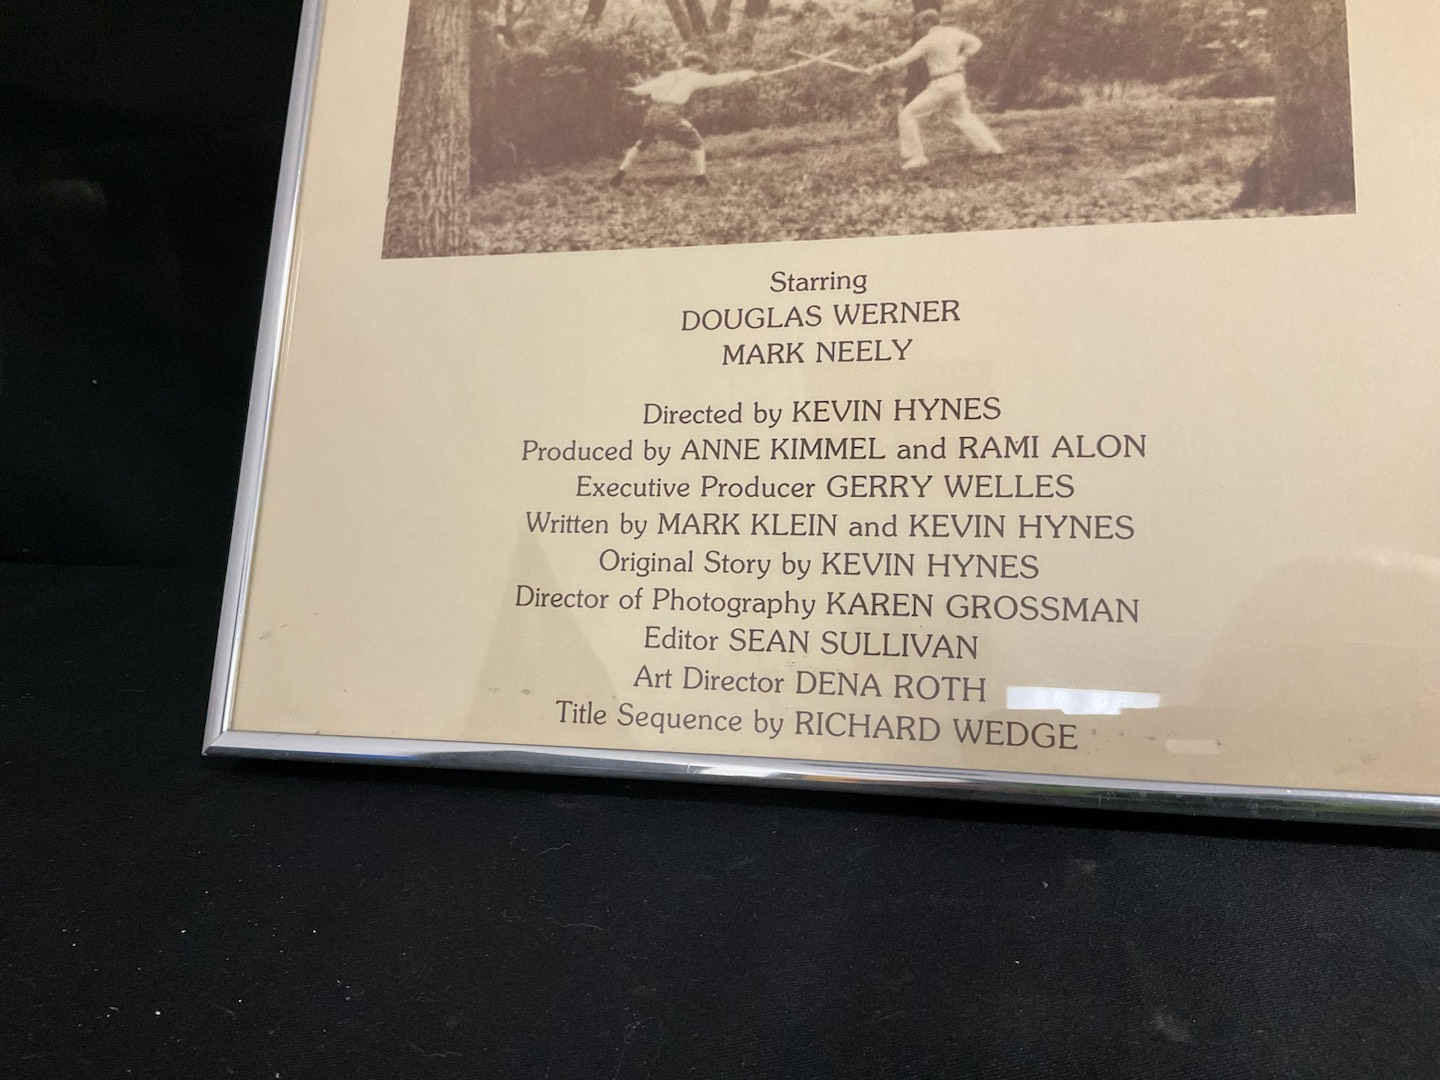 Starring
DOUGLAS WERNER
MARK NEELY
Directed by KEVIN HYNES
Produced by ANNE KIMMEL and RAMI ALON
Executive Producer GERRY WELLES
Written by MARK KLEIN and KEVIN HYNES
Original Story by KEVIN HYNES
Director of Photography KAREN GROSSMAN
Editor SEAN SULLIVAN
Art Director DENA ROTH
Title Sequence by RICHARD WEDGE